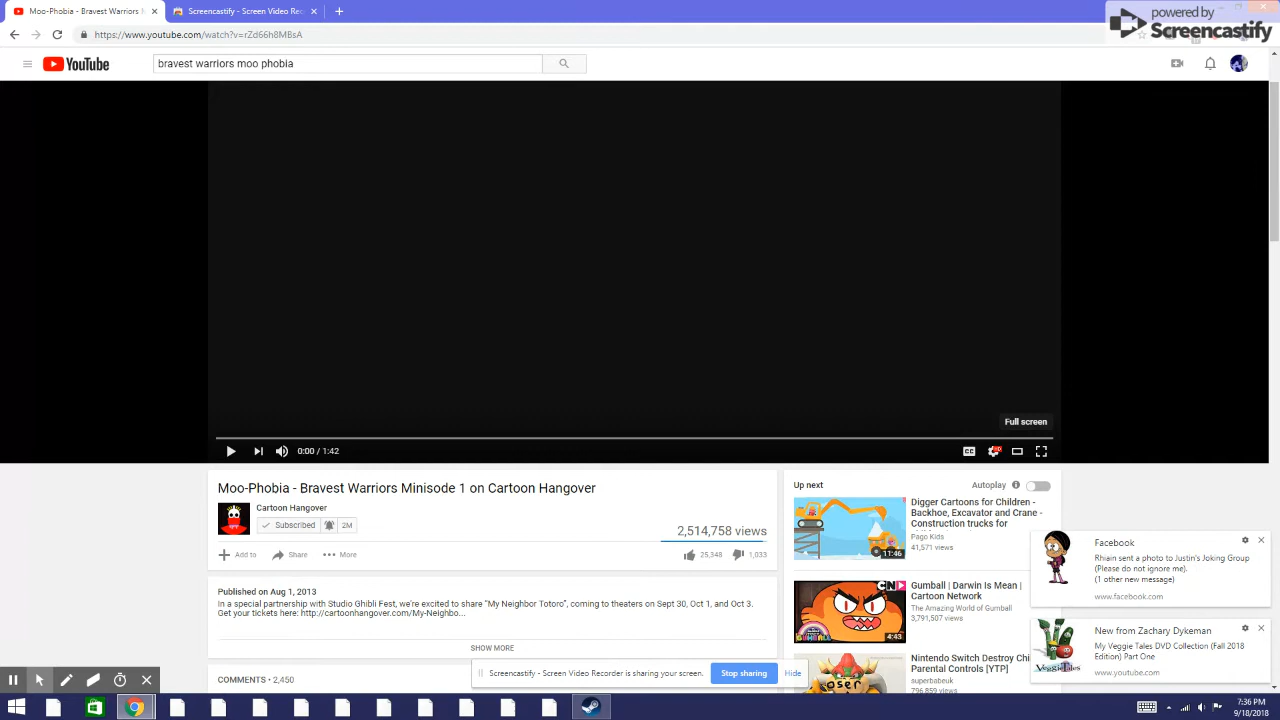 Moo-Phobia - Bravest Warriors M
Screencastify - Screen Video Rec
powered by
Screencastify
https://www.youtube.com/watch?v=rZd66h8MBsA
YouTube
bravest warriors moo phobia
Full screen
0:00 / 1:42
CC
HD
Moo-Phobia - Bravest Warriors Minisode 1 on Cartoon Hangover
Cartoon Hangover
Subscribed 2M
2,514,758 views
Add to Share More
25,348 1,033
Published on Aug 1, 2013
In a special partnership with Studio Ghibli Fest, we're excited to share "My Neighbor Totoro", coming to theaters on Sept 30, Oct 1, and Oct 3.
Get your tickets here: http://cartoonhangover.com/My-Neighbo...
SHOW MORE
COMMENTS • 2,450
Up next
Autoplay
Digger Cartoons for Children -
Backhoe, Excavator and Crane -
Construction trucks for
Pago Kids
41,571 views
11:46
Gumball | Darwin Is Mean |
Cartoon Network
The Amazing World of Gumball
3,791,507 views
CN
GUMBALL
4:43
Nintendo Switch Destroy Chi
Parental Controls [YTP]
superbabeuk
796,859 views
Facebook
Rhiain sent a photo to Justin's Joking Group
(Please do not ignore me).
(1 other new message)
www.facebook.com
New from Zachary Dykeman
My Veggie Tales DVD Collection (Fall 2018
Edition) Part One
www.youtube.com
VeggieTales
Screencastify - Screen Video Recorder is sharing your screen.
Stop sharing
Hide
7:36 PM
9/18/2018